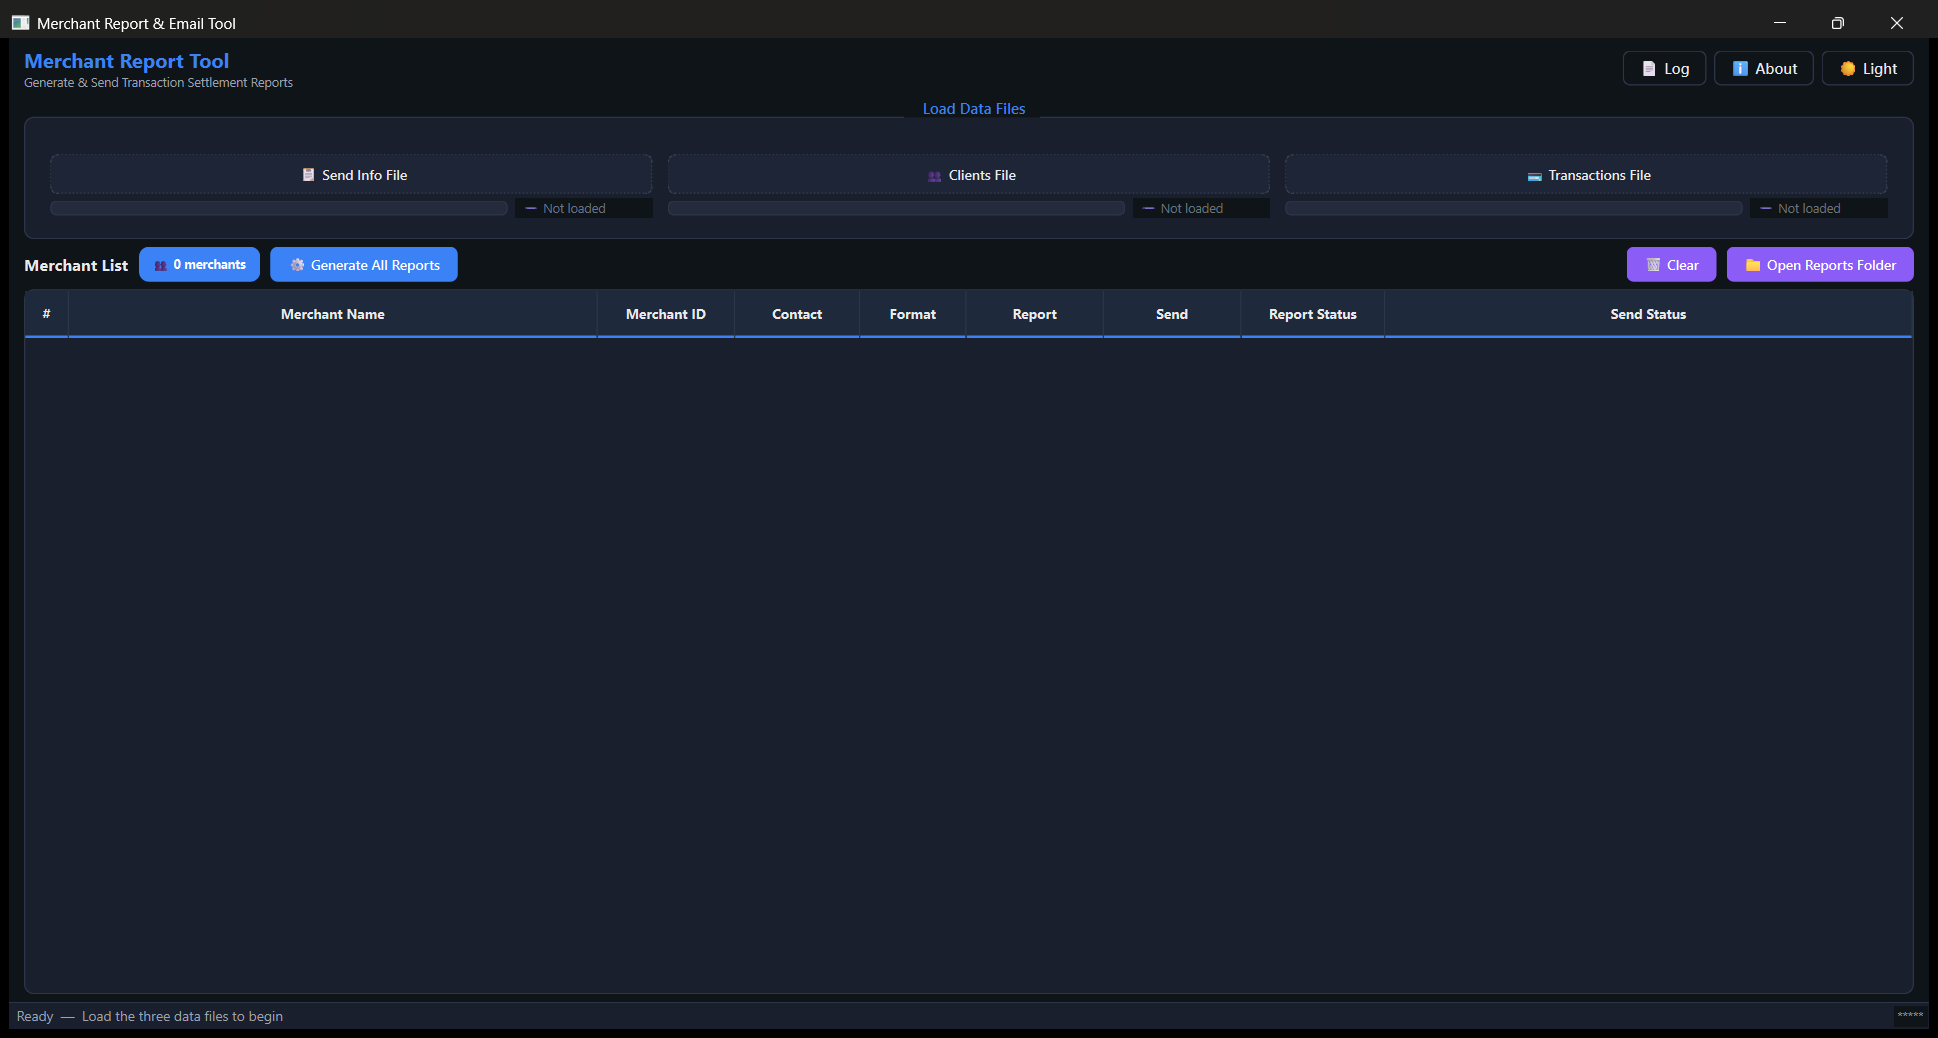 Merchant Report & Email Tool
Merchant Report Tool
Generate & Send Transaction Settlement Reports
Log About Light
Load Data Files
Send Info File Clients File Transactions File
— Not loaded — Not loaded — Not loaded
Merchant List 0 merchants Generate All Reports Clear Open Reports Folder
# Merchant Name Merchant ID Contact Format Report Send Report Status Send Status
Ready — Load the three data files to begin *****